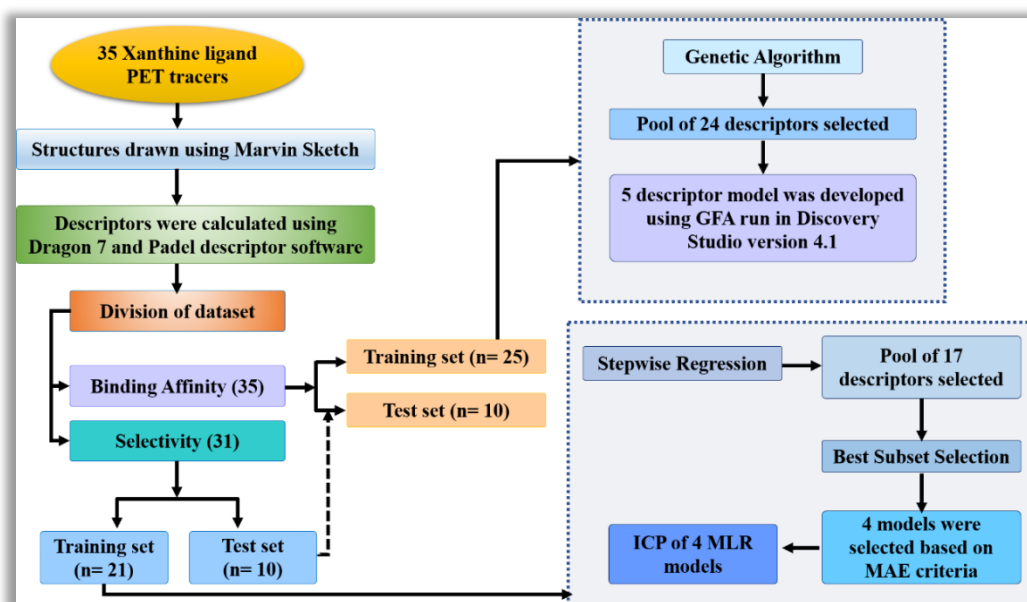 35 Xanthine ligand
PET tracers
Structures drawn using Marvin Sketch
Descriptors were calculated using
Dragon 7 and Padel descriptor software
Division of dataset
Binding Affinity (35)
Selectivity (31)
Training set
(n= 21)
Test set
(n= 10)
Training set (n= 25)
Test set (n= 10)
Genetic Algorithm
Pool of 24 descriptors selected
5 descriptor model was developed
using GFA run in Discovery
Studio version 4.1
Stepwise Regression
Pool of 17
descriptors selected
Best Subset Selection
4 models were
selected based on
MAE criteria
ICP of 4 MLR
models